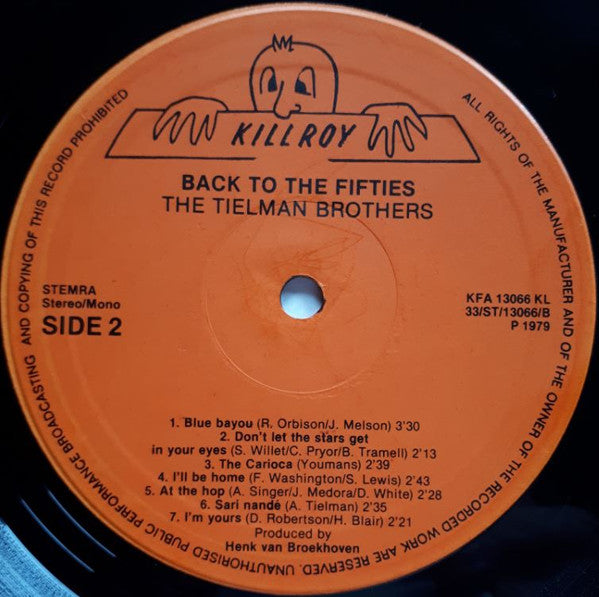 KILLROY
BACK TO THE FIFTIES
THE TIELMAN BROTHERS
STEMRA
Stereo/Mono
SIDE 2
KFA 13066 KL
33/ST/13066/B
P 1979
1. Blue bayou (R. Orbison/J. Melson) 3'30
2. Don't let the stars get
in your eyes (S. Willet/C. Pryor/B. Tramell) 2'13
3. The Carioca (Youmans) 2'39
4. I'll be home (F. Washington/S. Lewis) 2'43
5. At the hop (A. Singer/J. Medora/D. White) 2'28
6. Sari nandé (A. Tielman) 2'35
7. I'm yours (D. Robertson/H. Blair) 2'21
Produced by
Henk van Broekhoven
ALL RIGHTS OF THE MANUFACTURER AND OF THE OWNER OF THE RECORDED WORK ARE RESERVED. UNAUTHORISED PUBLIC PERFORMANCE BROADCASTING AND COPYING OF THIS RECORD PROHIBITED